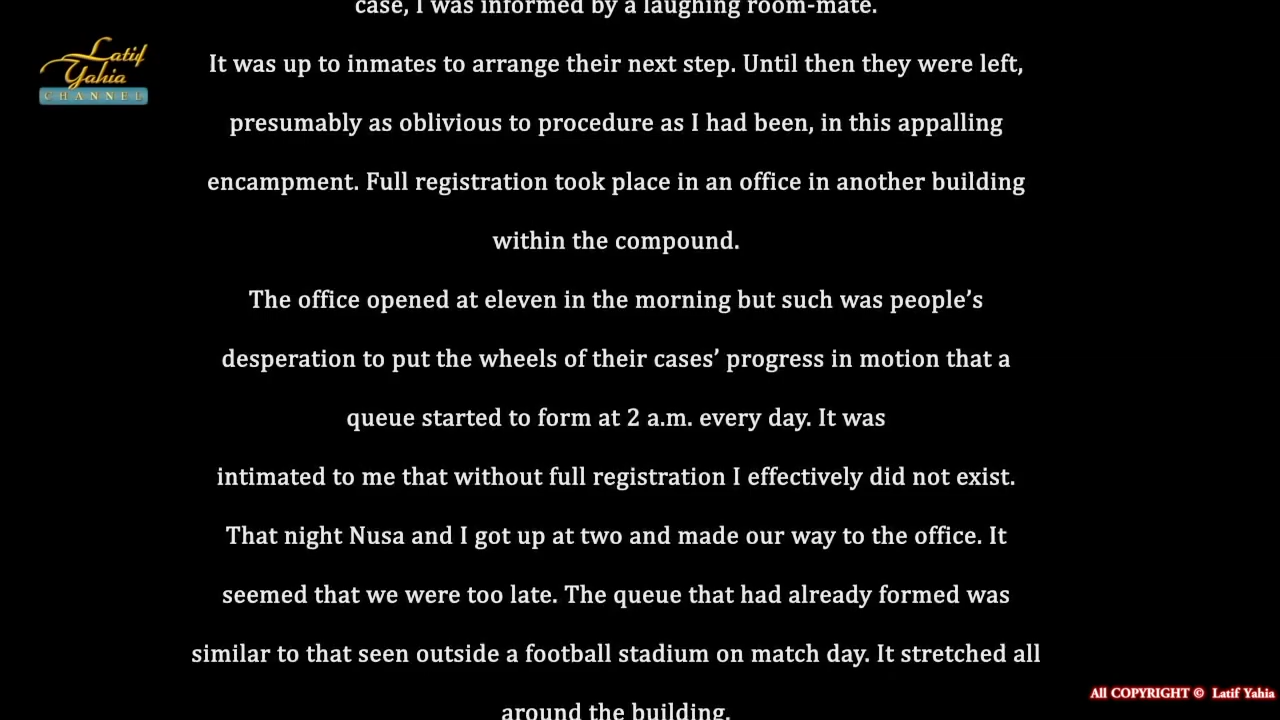 case, I was informed by a laughing room-mate.
Latif
Yahia
CHANNEL
It was up to inmates to arrange their next step. Until then they were left,
presumably as oblivious to procedure as I had been, in this appalling
encampment. Full registration took place in an office in another building
within the compound.
The office opened at eleven in the morning but such was people’s
desperation to put the wheels of their cases’ progress in motion that a
queue started to form at 2 a.m. every day. It was
intimated to me that without full registration I effectively did not exist.
That night Nusa and I got up at two and made our way to the office. It
seemed that we were too late. The queue that had already formed was
similar to that seen outside a football stadium on match day. It stretched all
around the building.
All COPYRIGHT © Latif Yahia